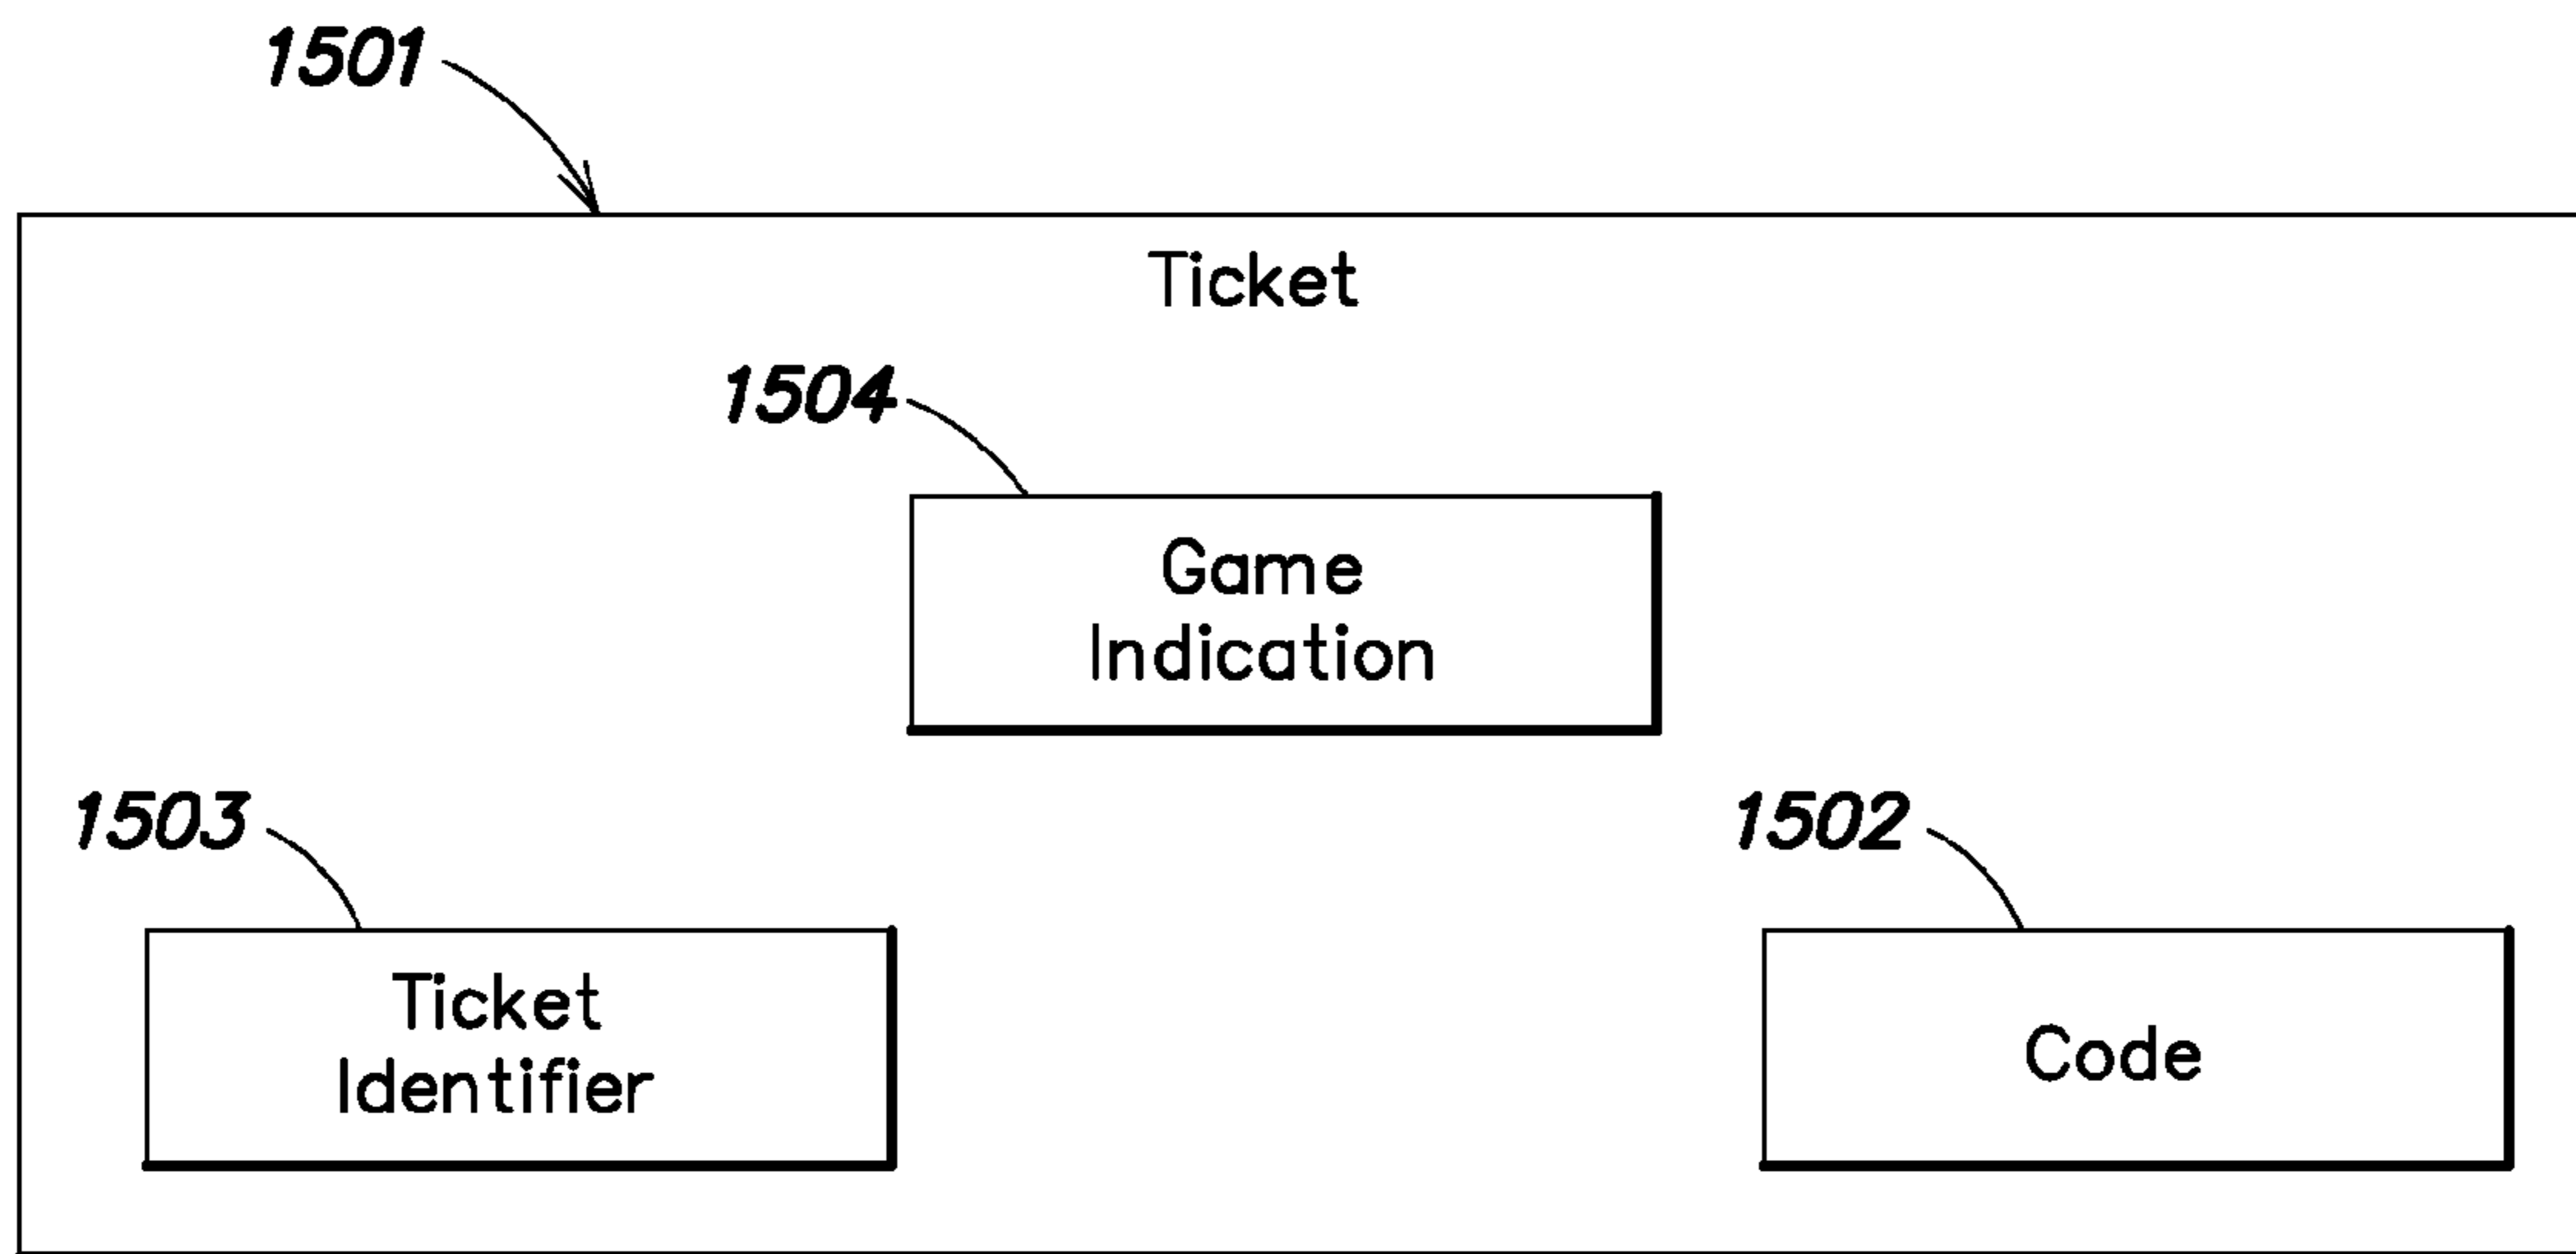 1501
Ticket
1504
Game
Indication
1503
1502
Ticket
Identifier
Code